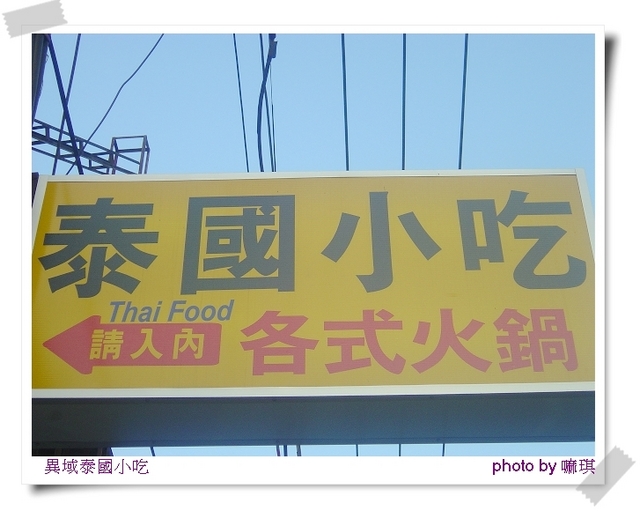 泰國小吃
Thai Food
請入內 各式火鍋
異域泰國小吃
photo by 嘛琪